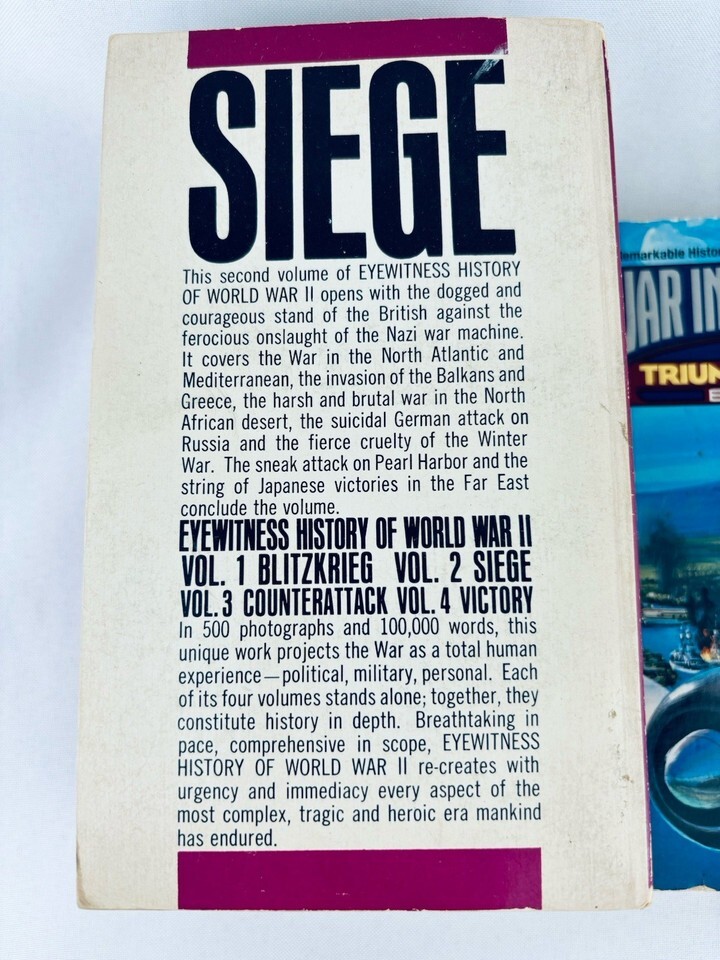 SIEGE
This second volume of EYEWITNESS HISTORY
OF WORLD WAR II opens with the dogged and
courageous stand of the British against the
ferocious onslaught of the Nazi war machine.
It covers the War in the North Atlantic and
Mediterranean, the invasion of the Balkans and
Greece, the harsh and brutal war in the North
African desert, the suicidal German attack on
Russia and the fierce cruelty of the Winter
War. The sneak attack on Pearl Harbor and the
string of Japanese victories in the Far East
conclude the volume.
EYEWITNESS HISTORY OF WORLD WAR II
VOL. 1 BLITZKRIEG VOL. 2 SIEGE
VOL. 3 COUNTERATTACK VOL. 4 VICTORY
In 500 photographs and 100,000 words, this
unique work projects the War as a total human
experience—political, military, personal. Each
of its four volumes stands alone; together, they
constitute history in depth. Breathtaking in
pace, comprehensive in scope, EYEWITNESS
HISTORY OF WORLD WAR II re-creates with
urgency and immediacy every aspect of the
most complex, tragic and heroic era mankind
has endured.
WAR IN